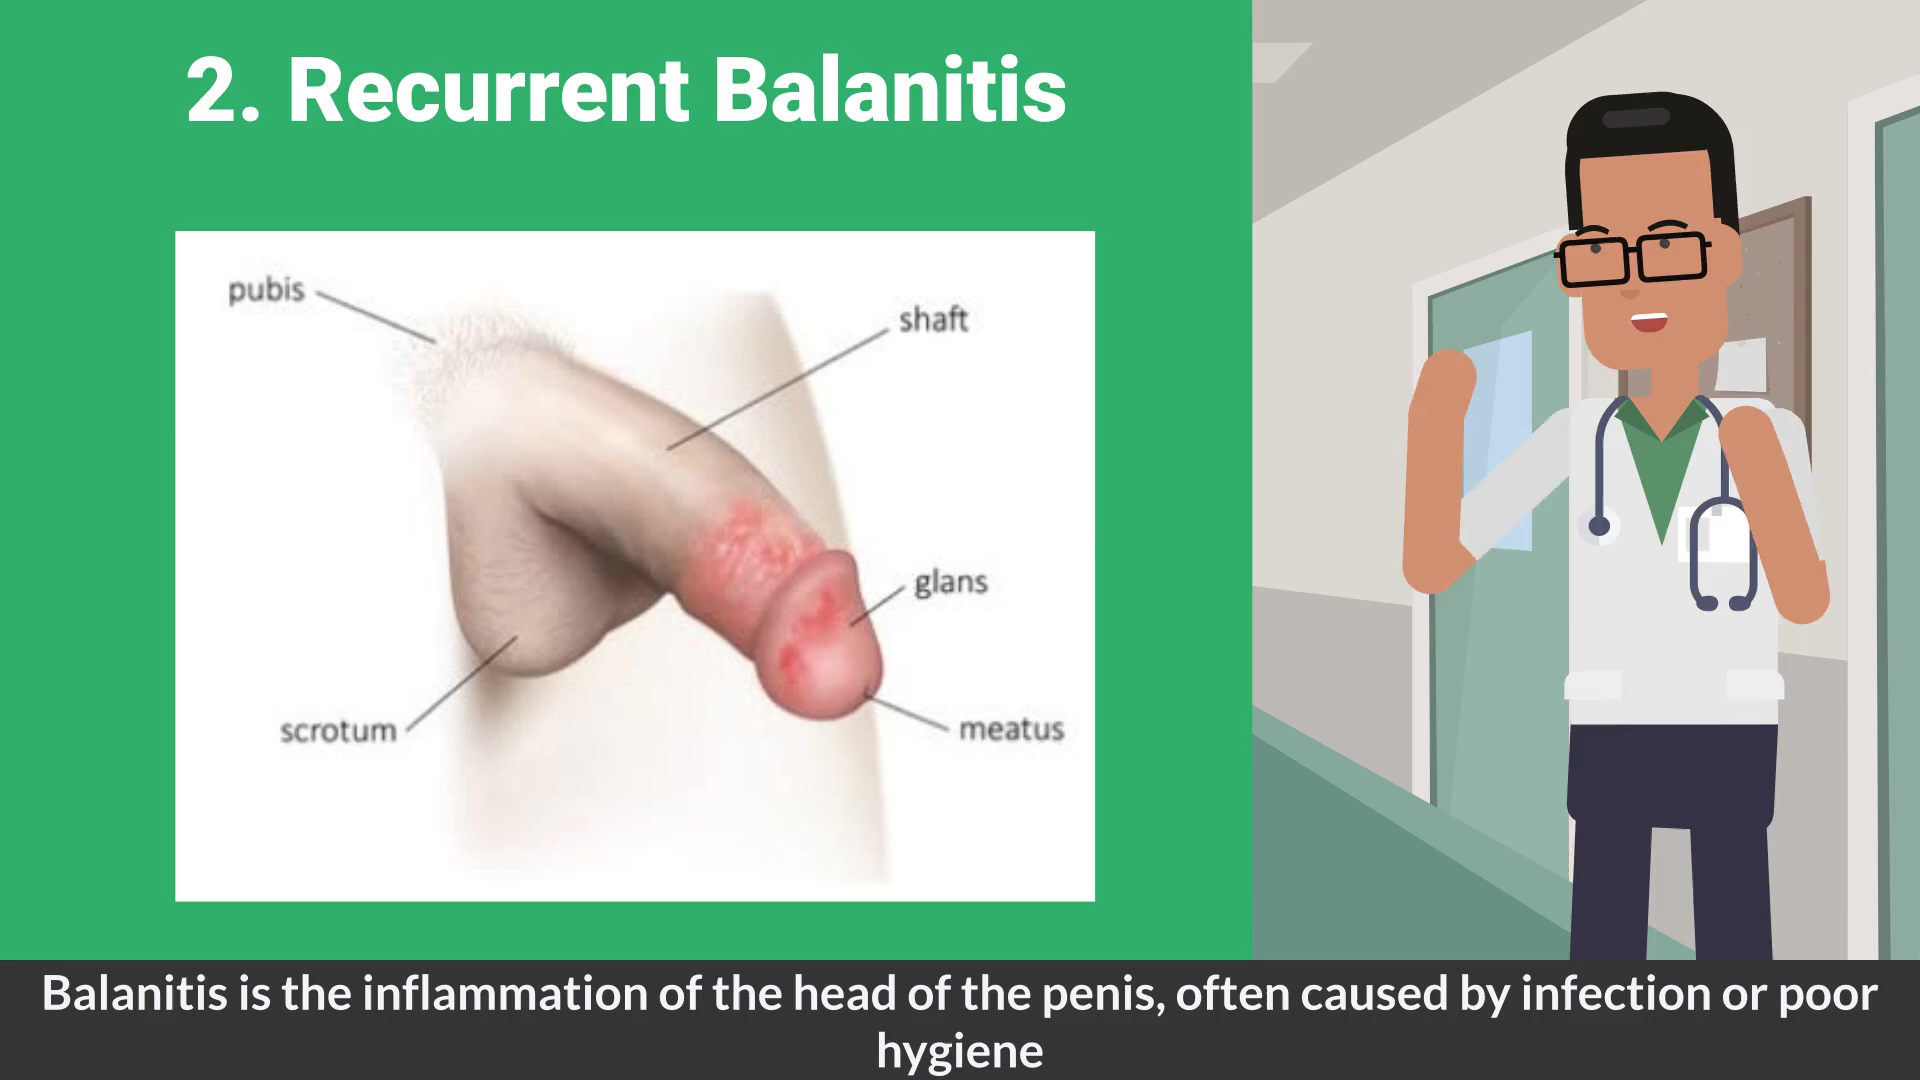 2. Recurrent Balanitis
pubis
shaft
glans
scrotum
meatus
Balanitis is the inflammation of the head of the penis, often caused by infection or poor
hygiene